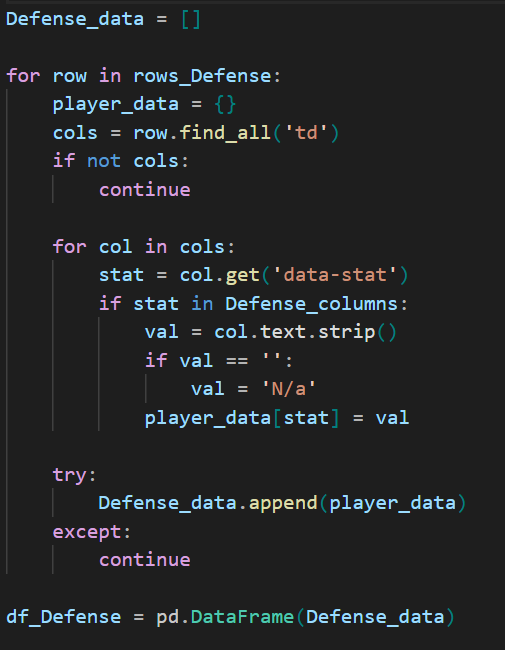 Defense_data = []
for row in rows_Defense:
    player_data = {}
    cols = row.find_all('td')
    if not cols:
        continue
    for col in cols:
        stat = col.get('data-stat')
        if stat in Defense_columns:
            val = col.text.strip()
            if val == '':
                val = 'N/a'
            player_data[stat] = val
    try:
        Defense_data.append(player_data)
    except:
        continue
df_Defense = pd.DataFrame(Defense_data)